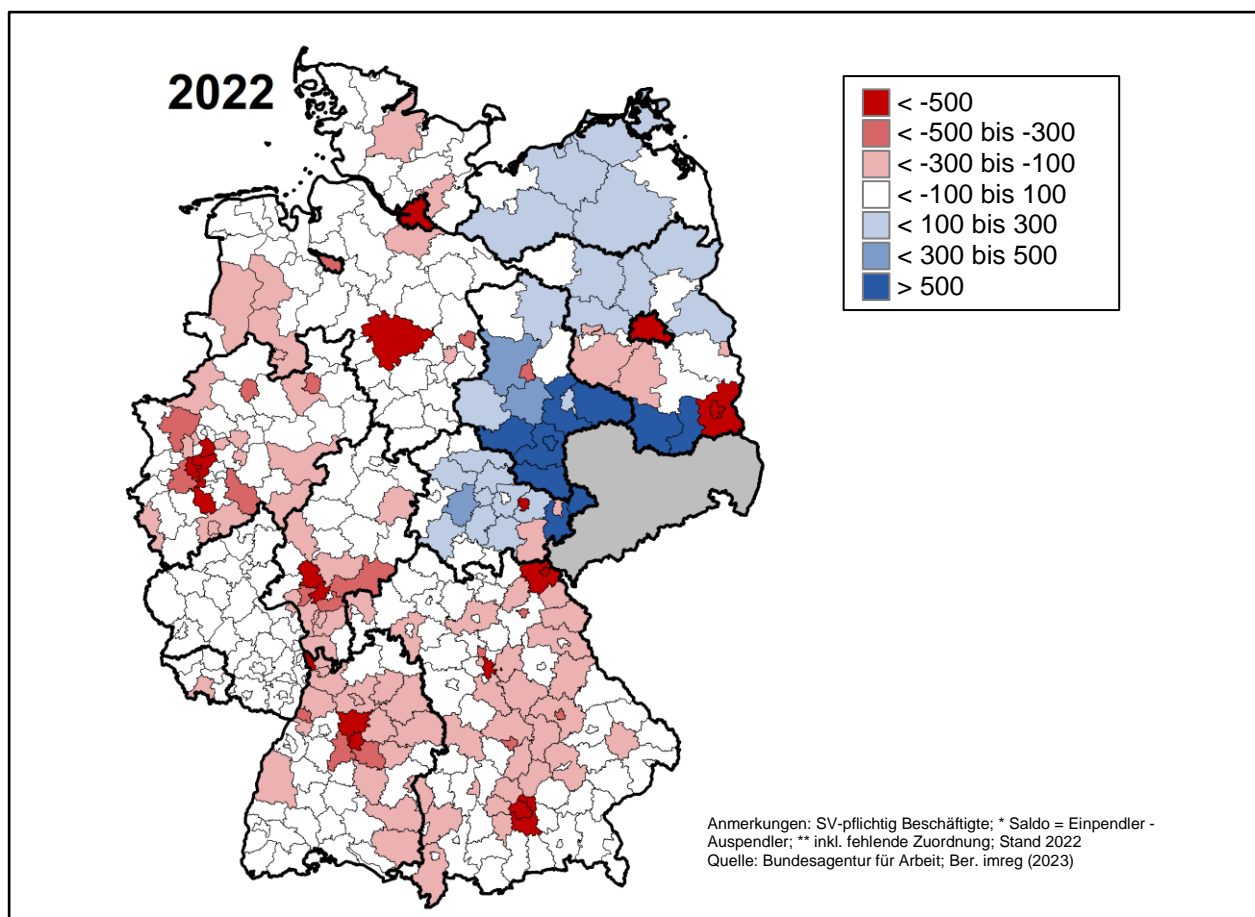 2022
< -500
< -500 bis -300
< -300 bis -100
< -100 bis 100
< 100 bis 300
< 300 bis 500
> 500
Anmerkungen: SV-pflichtig Beschäftigte; * Saldo = Einpendler -
Auspendler; ** inkl. fehlende Zuordnung; Stand 2022
Quelle: Bundesagentur für Arbeit; Ber. imreg (2023)